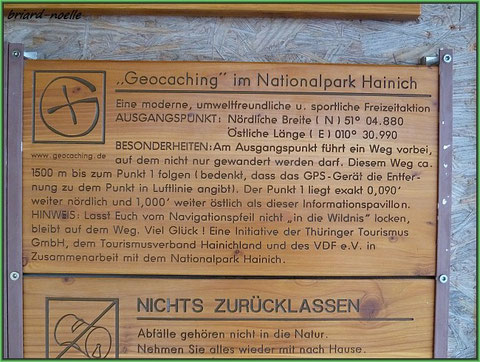 briard-noelle
„Geocaching" im Nationalpark Hainich
Eine moderne, umweltfreundliche u. sportliche Freizeitaktion
AUSGANGSPUNKT: Nördliche Breite ( N ) 51° 04.880
Östliche Länge ( E ) 010° 30.990
www.geocaching.de
BESONDERHEITEN: Am Ausgangspunkt führt ein Weg vorbei,
auf dem nicht nur gewandert werden darf. Diesem Weg ca.
1500 m bis zum Punkt 1 folgen (bedenkt, dass das GPS-Gerät die Entfer-
nung zu dem Punkt in Luftlinie angibt). Der Punkt 1 liegt exakt 0,090'
weiter nördlich und 1,000' weiter östlich als dieser Informationspavillon.
HINWEIS: Lasst Euch vom Navigationspfeil nicht „in die Wildnis" locken,
bleibt auf dem Weg. Viel Glück ! Eine Initiative der Thüringer Tourismus
GmbH, dem Tourismusverband Hainichland und des VDF e.V. in
Zusammenarbeit mit dem Nationalpark Hainich.
NICHTS ZURÜCKLASSEN
Abfälle gehören nicht in die Natur.
Nehmen Sie alles wieder mit nach Hause.